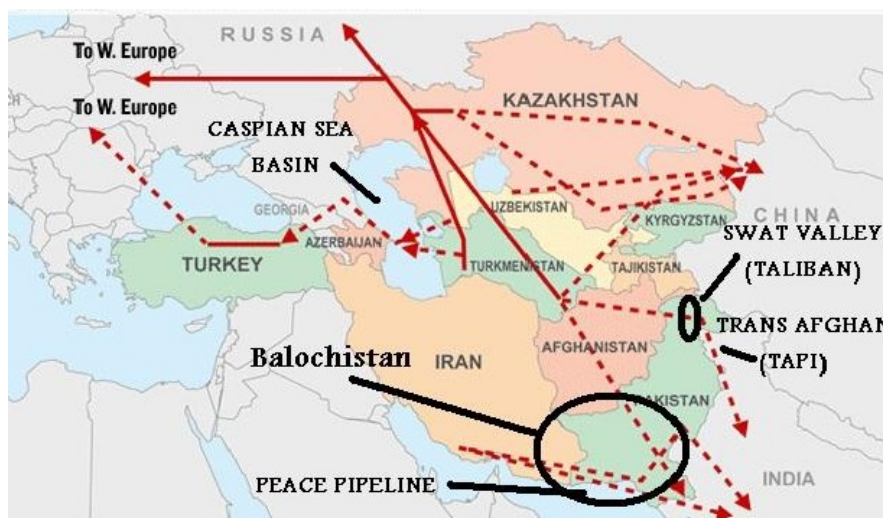 RUSSIA
To W. Europe
To W. Europe
KAZAKHSTAN
CASPIAN SEA
BASIN
UZBEKISTAN
GEORGIA
KYRGYZSTAN
CHINA
AZERBAIJAN
TURKEY
TURKMENISTAN
TAJIKISTAN
SWAT VALLEY
(TALIBAN)
TRANS AFGHAN
(TAPI)
Balochistan
IRAN
AFGHANISTAN
PAKISTAN
PEACE PIPELINE
INDIA